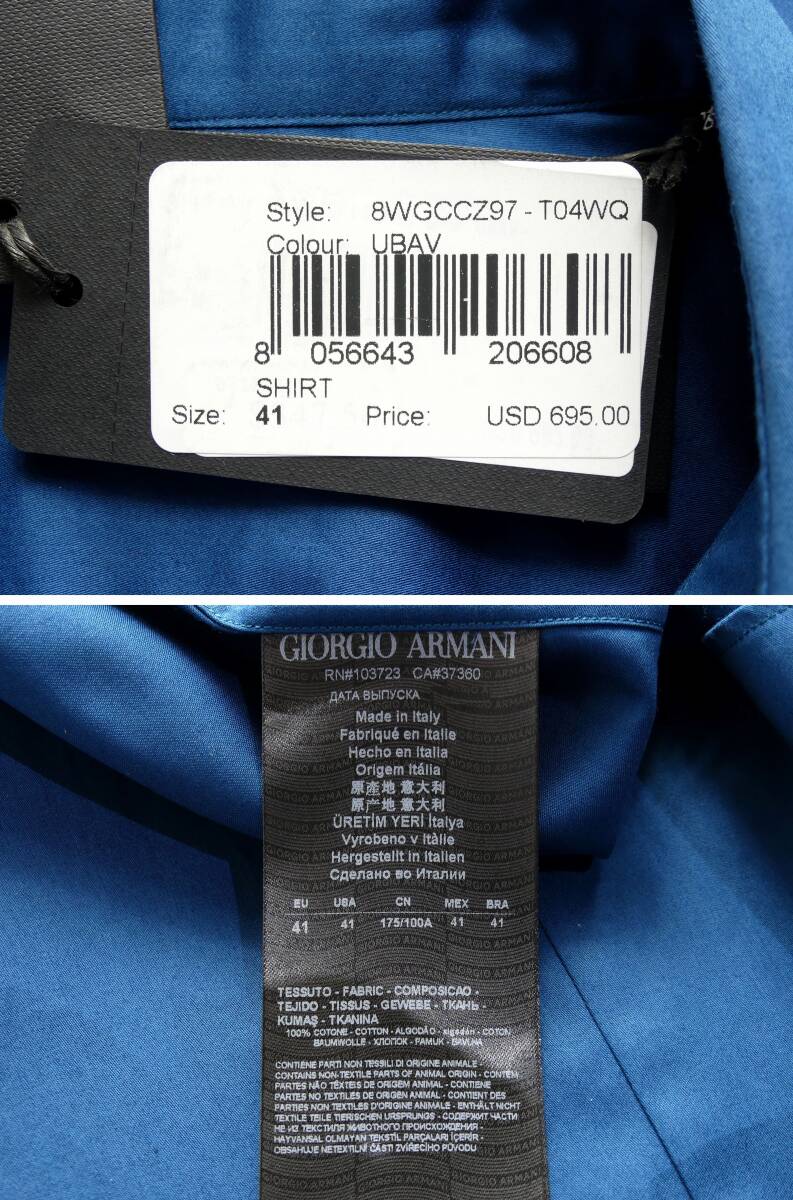 Style: 8WGCCZ97 - T04WQ
Colour: UBAV
8 056643 206608
SHIRT
Size: 41 Price: USD 695.00
GIORGIO ARMANI
RN#103723 CA#37360
ДАТА ВЫПУСКА
Made in Italy
Fabriqué en Italie
Hecho en Italia
Origem Itália
原產地 意大利
原产地 意大利
ÜRETİM YERİ İtalya
Vyrobeno v Itàlie
Hergestellt in Italien
Сделано во Италии
EU USA CN MEX BRA
41 41 175/100A 41 41
TESSUTO - FABRIC - COMPOSICAO -
TEJIDO - TISSUS - GEWEBE - ТКАНЬ -
KUMAŞ - TKANINA
100% COTONE - COTTON - ALGODÃO - algodón - COTON
BAUMWOLLE - ХЛОПОК - PAMUK - BAVLNA
CONTIENE PARTI NON TESSILI DI ORIGINE ANIMALE -
CONTAINS NON-TEXTILE PARTS OF ANIMAL ORIGIN - CONTÉM
PARTES NÃO TÊXTEIS DE ORIGEM ANIMAL - CONTIENE
PARTES NO TEXTILES DE ORIGEN ANIMAL - CONTIENT DES
PARTIES NON TEXTILES D'ORIGINE ANIMALE - ENTHÄLT NICHT
TEXTILE TEILE TIERISCHEN URSPRUNGS - СОДЕРЖИТ ЧАСТИ
НЕ ИЗ ТЕКСТИЛЯ ЖИВОТНОГО ПРОИСХОЖДЕНИЯ -
HAYVANSAL OLMAYAN TEKSTİL PARÇALARI İÇERİR -
OBSAHUJE NETEXTILNÍ ČÁSTI ZVÍŘECÍHO PŮVODU